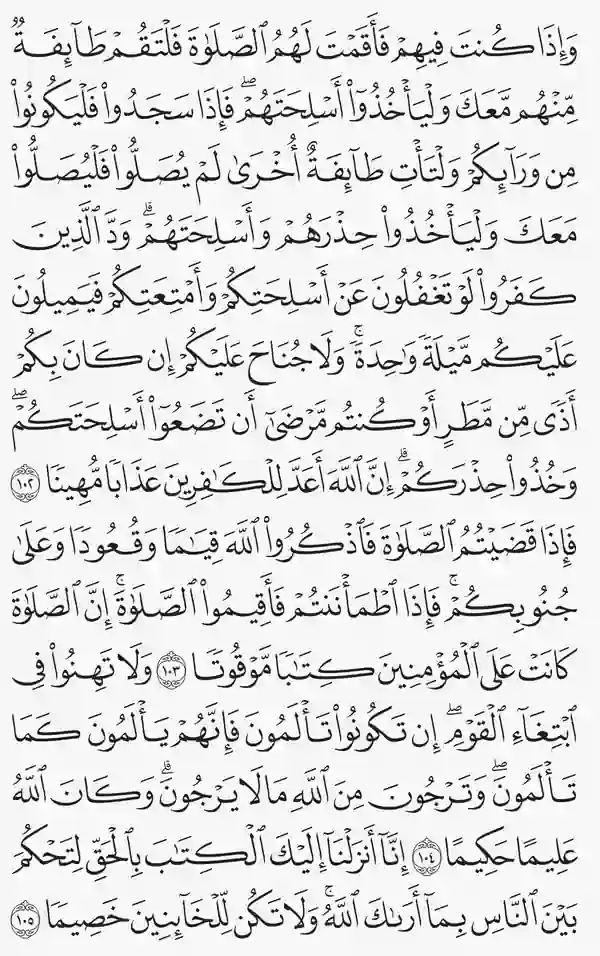 وَإِذَا كُنتَ فِيهِمْ فَأَقَمْتَ لَهُمُ ٱلصَّلَوٰةَ فَلْتَقُمْ طَآئِفَةٌ
مِّنْهُم مَّعَكَ وَلْيَأْخُذُوٓا۟ أَسْلِحَتَهُمْۖ فَإِذَا سَجَدُوا۟ فَلْيَكُونُوا۟
مِن وَرَآئِكُمْ وَلْتَأْتِ طَآئِفَةٌ أُخْرَىٰ لَمْ يُصَلُّوا۟ فَلْيُصَلُّوا۟
مَعَكَ وَلْيَأْخُذُوا۟ حِذْرَهُمْ وَأَسْلِحَتَهُمْۗ وَدَّ ٱلَّذِينَ
كَفَرُوا۟ لَوْ تَغْفُلُونَ عَنْ أَسْلِحَتِكُمْ وَأَمْتِعَتِكُمْ فَيَمِيلُونَ
عَلَيْكُم مَّيْلَةً وَٰحِدَةًۚ وَلَا جُنَاحَ عَلَيْكُمْ إِن كَانَ بِكُمْ
أَذًى مِّن مَّطَرٍ أَوْ كُنتُم مَّرْضَىٰٓ أَن تَضَعُوٓا۟ أَسْلِحَتَكُمْۖ
وَخُذُوا۟ حِذْرَكُمْۗ إِنَّ ٱللَّهَ أَعَدَّ لِلْكَٰفِرِينَ عَذَابًا مُّهِينًا ١٠٢
فَإِذَا قَضَيْتُمُ ٱلصَّلَوٰةَ فَٱذْكُرُوا۟ ٱللَّهَ قِيَٰمًا وَقُعُودًا وَعَلَىٰ
جُنُوبِكُمْۚ فَإِذَا ٱطْمَأْنَنتُمْ فَأَقِيمُوا۟ ٱلصَّلَوٰةَۚ إِنَّ ٱلصَّلَوٰةَ
كَانَتْ عَلَى ٱلْمُؤْمِنِينَ كِتَٰبًا مَّوْقُوتًا ١٠٣ وَلَا تَهِنُوا۟ فِى
ٱبْتِغَآءِ ٱلْقَوْمِۖ إِن تَكُونُوا۟ تَأْلَمُونَ فَإِنَّهُمْ يَأْلَمُونَ كَمَا
تَأْلَمُونَۖ وَتَرْجُونَ مِنَ ٱللَّهِ مَا لَا يَرْجُونَۗ وَكَانَ ٱللَّهُ
عَلِيمًا حَكِيمًا ١٠٤ إِنَّآ أَنزَلْنَآ إِلَيْكَ ٱلْكِتَٰبَ بِٱلْحَقِّ لِتَحْكُمَ
بَيْنَ ٱلنَّاسِ بِمَآ أَرَىٰكَ ٱللَّهُۚ وَلَا تَكُن لِّلْخَآئِنِينَ خَصِيمًا ١٠٥